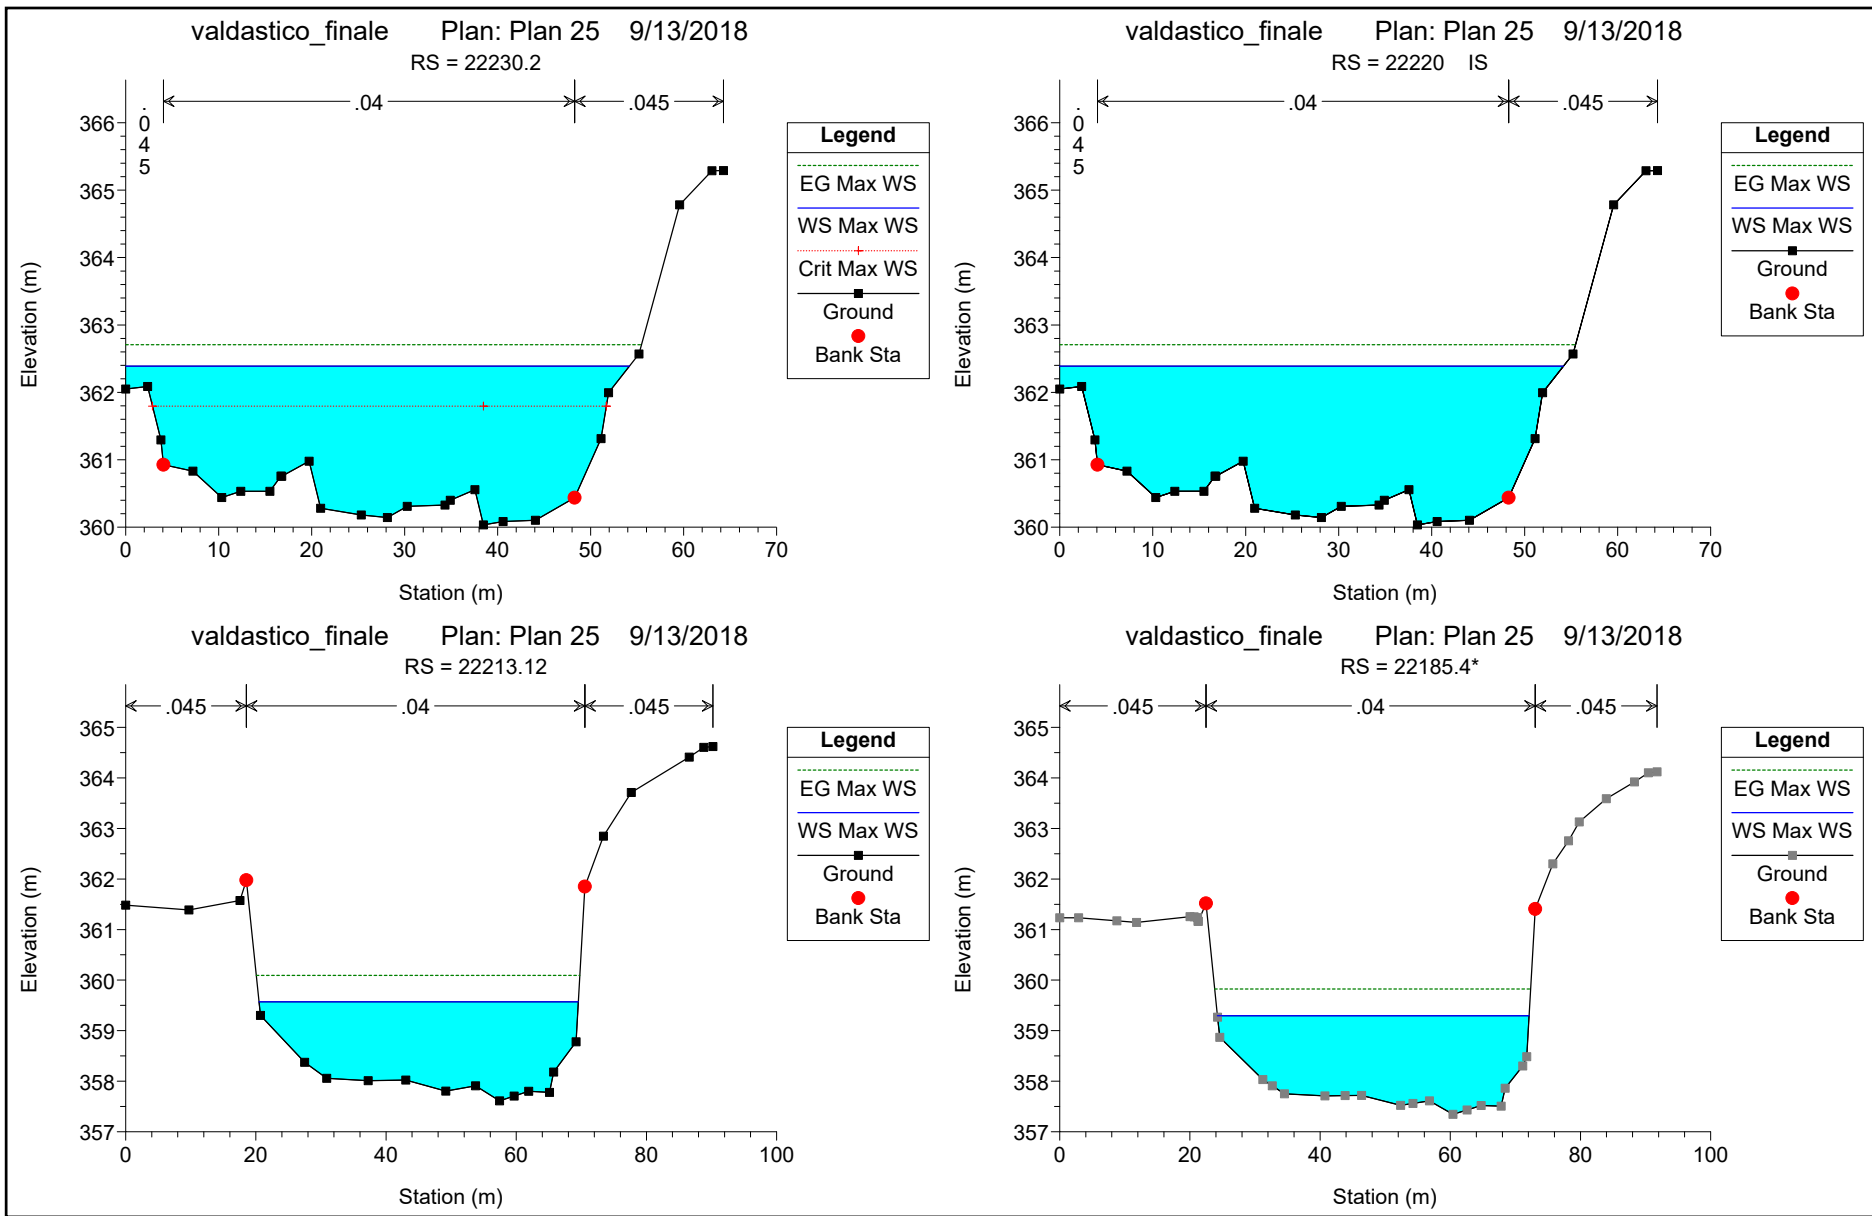 valdastico_finale Plan: Plan 25 9/13/2018
RS = 22230.2
.045
.04
.045
Elevation (m)
366
365
364
363
362
361
360
0 10 20 30 40 50 60 70
Station (m)
Legend
EG Max WS
WS Max WS
Crit Max WS
Ground
Bank Sta
valdastico_finale Plan: Plan 25 9/13/2018
RS = 22220 IS
.045
.04
.045
Elevation (m)
366
365
364
363
362
361
360
0 10 20 30 40 50 60 70
Station (m)
Legend
EG Max WS
WS Max WS
Ground
Bank Sta
valdastico_finale Plan: Plan 25 9/13/2018
RS = 22213.12
.045
.04
.045
Elevation (m)
365
364
363
362
361
360
359
358
357
0 20 40 60 80 100
Station (m)
Legend
EG Max WS
WS Max WS
Ground
Bank Sta
valdastico_finale Plan: Plan 25 9/13/2018
RS = 22185.4*
.045
.04
.045
Elevation (m)
365
364
363
362
361
360
359
358
357
0 20 40 60 80 100
Station (m)
Legend
EG Max WS
WS Max WS
Ground
Bank Sta